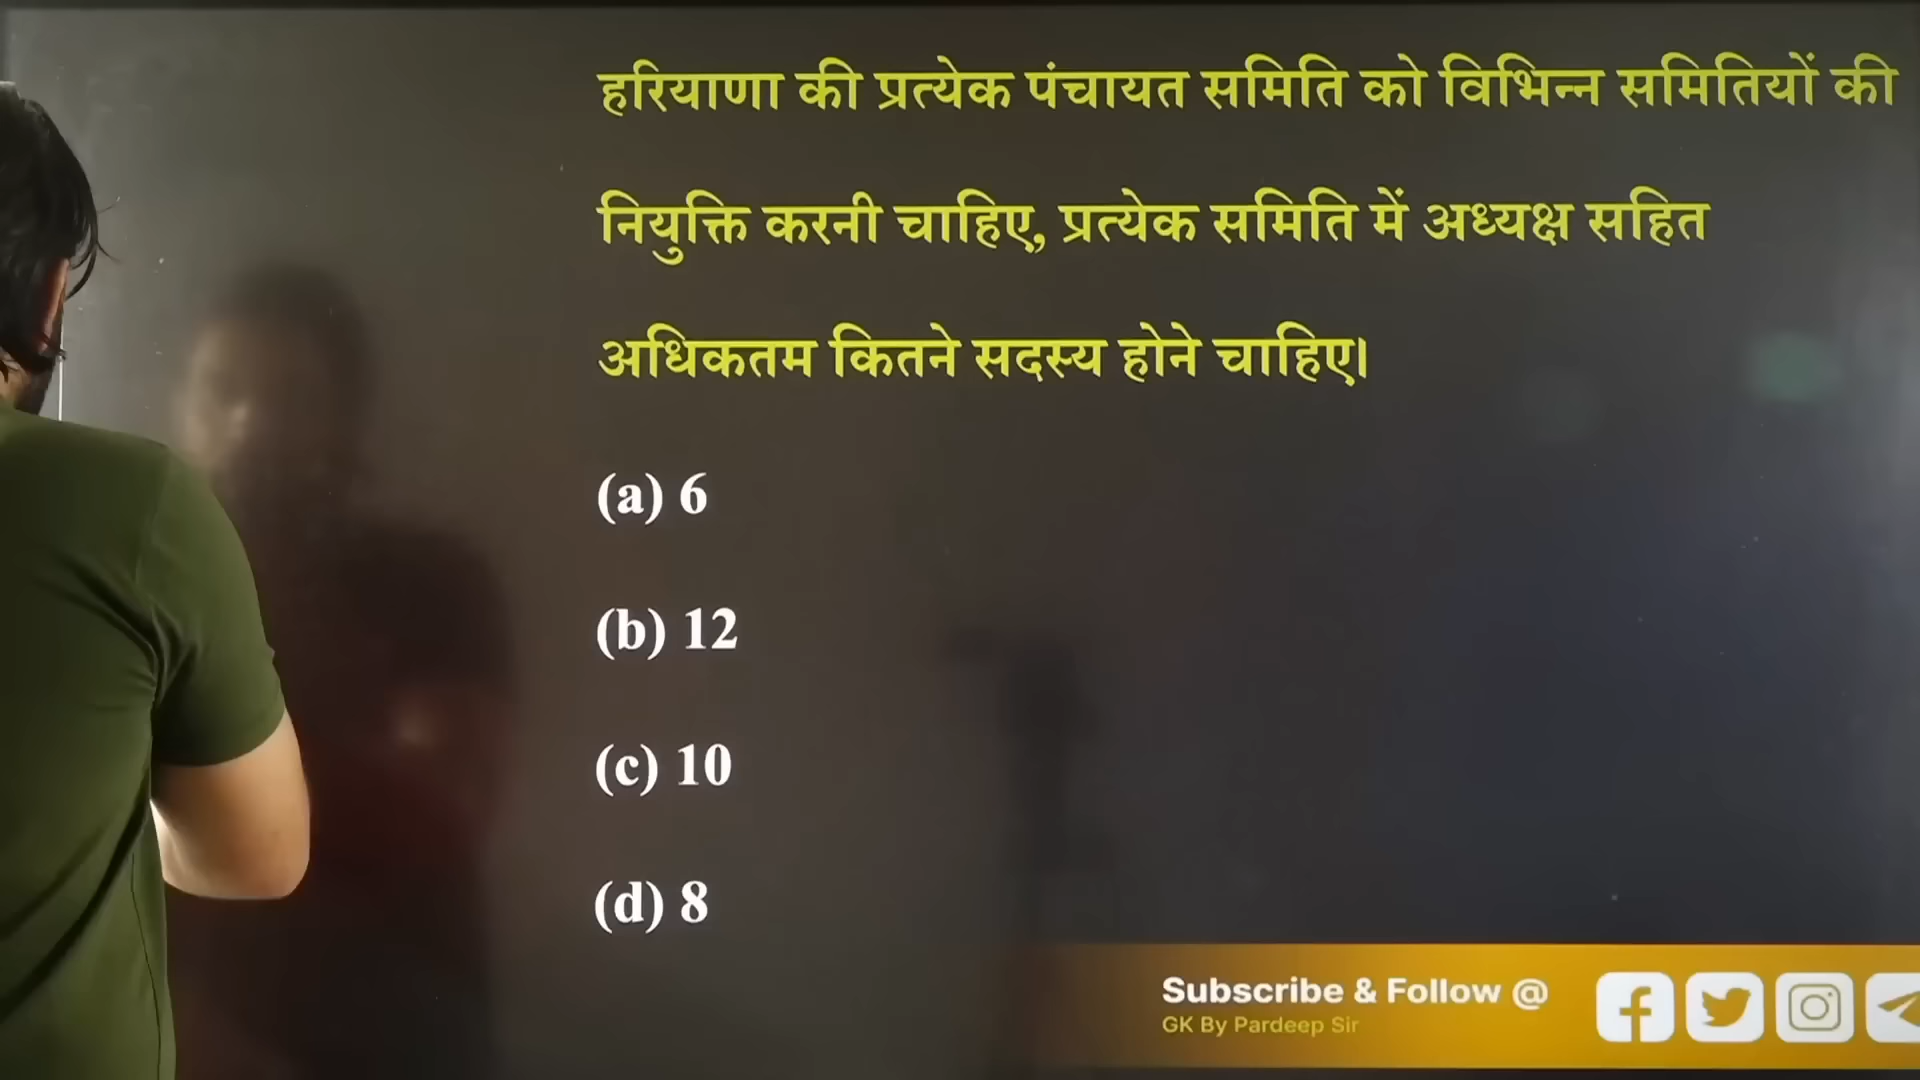 हरियाणा की प्रत्येक पंचायत समिति को विभिन्न समितियों की
नियुक्ति करनी चाहिए, प्रत्येक समिति में अध्यक्ष सहित
अधिकतम कितने सदस्य होने चाहिए।
(a) 6
(b) 12
(c) 10
(d) 8
Subscribe & Follow @
GK By Pardeep Sir